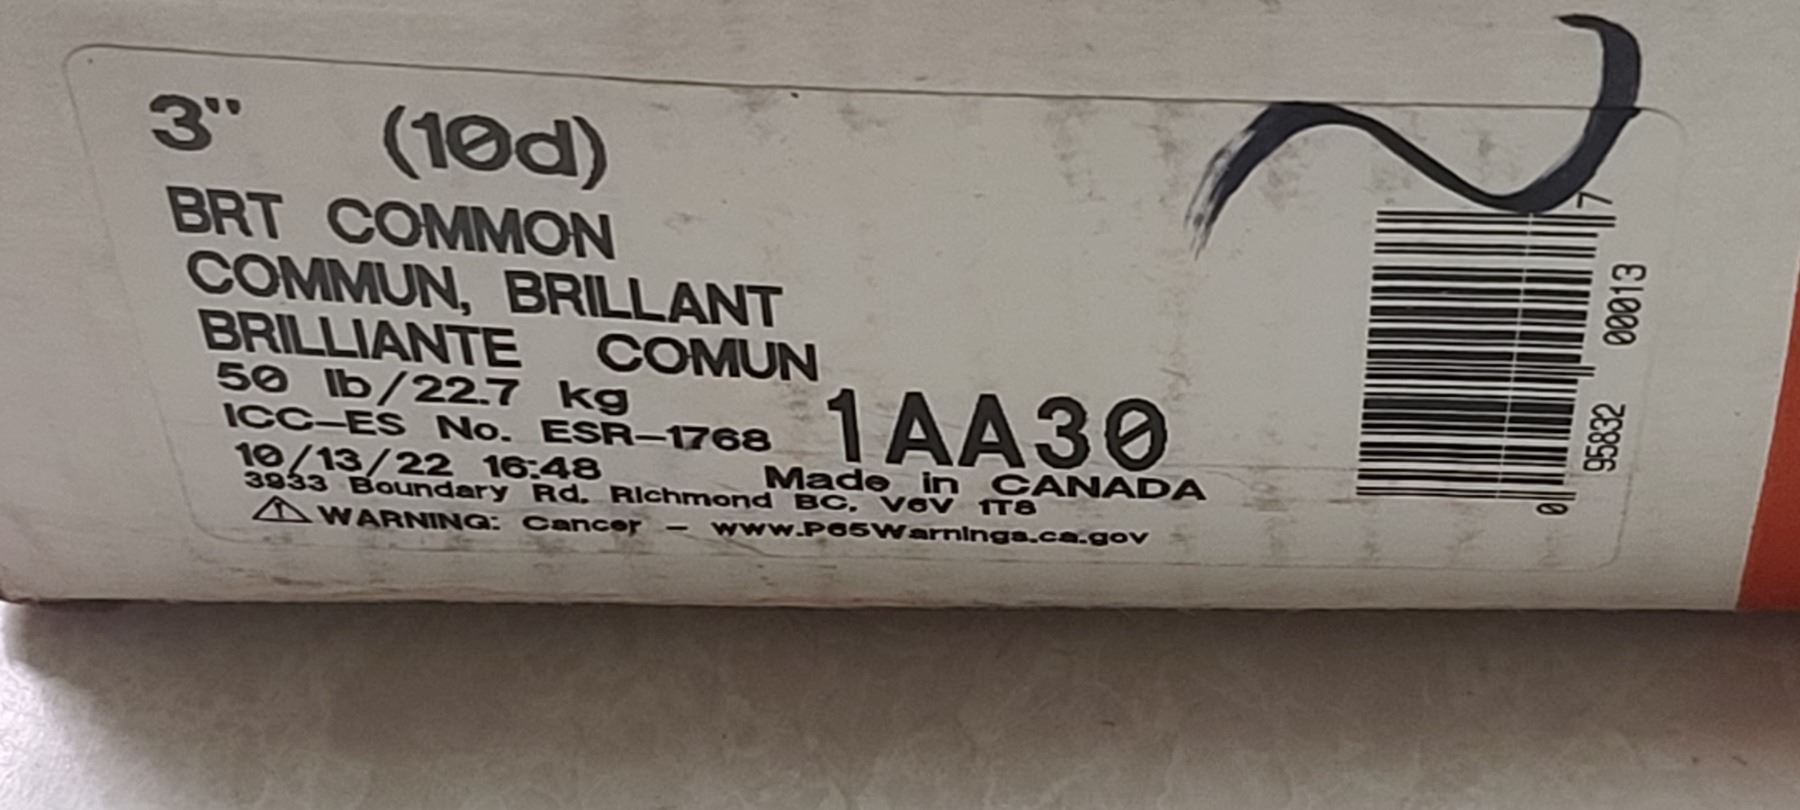 3" (10d)
BRT COMMON
COMMUN, BRILLANT
BRILLIANTE COMUN
50 lb/22.7 kg
ICC-ES No. ESR-1768
1AA30
10/13/22 16:48
Made in CANADA
3933 Boundary Rd. Richmond BC. V6V 1T8
⚠ WARNING: Cancer - www.P65Warnings.ca.gov
0 95832 00013 7